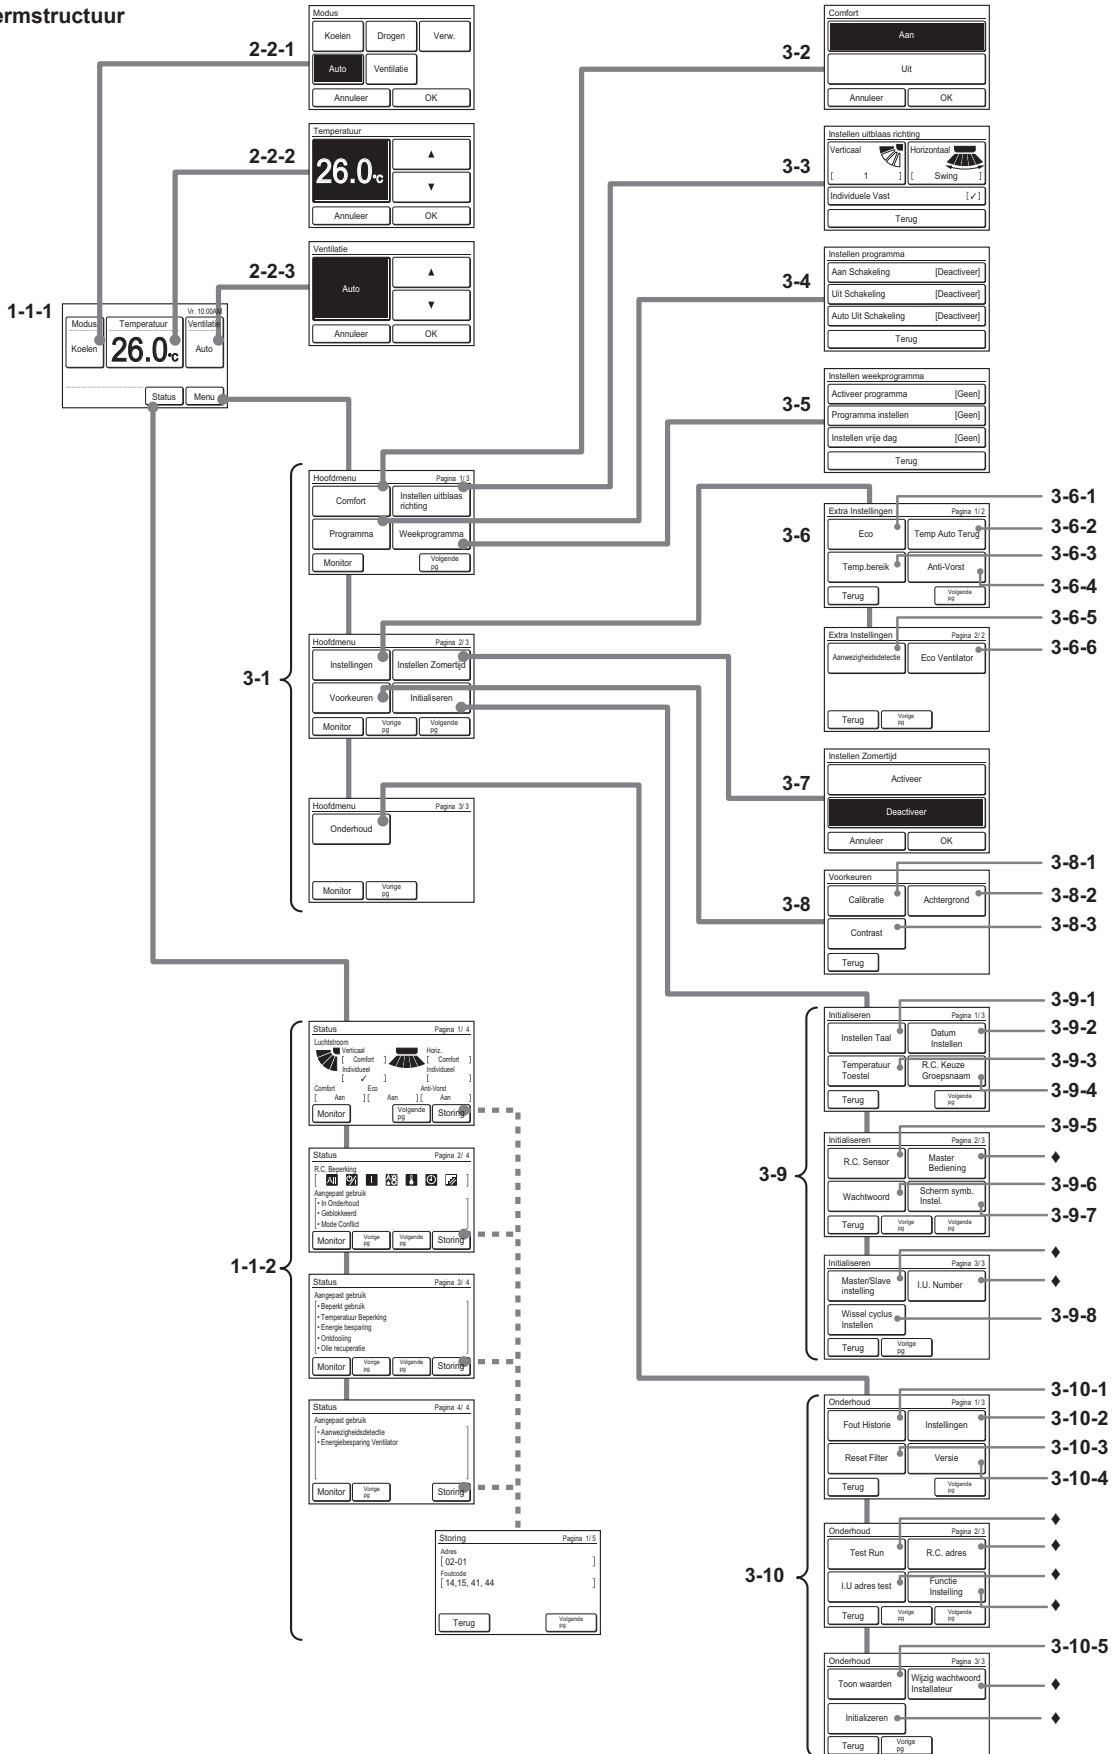 ermstructuur
1-1-1
Vr. 10:00AM
Modus Temperatuur Ventilatie
Koelen 26.0°C Auto
Status Menu
2-2-1
Modus
Koelen Drogen Verw.
Auto Ventilatie
Annuleer OK
2-2-2
Temperatuur
26.0°C ▲
▼
Annuleer OK
2-2-3
Ventilatie
Auto ▲
▼
Annuleer OK
3-1
Hoofdmenu Pagina 1/3
Comfort Instellen uitblaas
richting
Programma Weekprogramma
Monitor Volgende
pg
Hoofdmenu Pagina 2/3
Instellingen Instellen Zomertijd
Voorkeuren Initialiseren
Monitor Vorige
pg Volgende
pg
Hoofdmenu Pagina 3/3
Onderhoud
Monitor Vorige
pg
1-1-2
Status Pagina 1/ 4
Luchtstroom
Verticaal Horiz.
[ Comfort ] [ Comfort ]
Individueel Individueel
[ ✓ ] [ ]
Comfort Eco Anti-Vorst
[ Aan ] [ Aan ] [ Aan ]
Monitor Volgende
pg Storing
Status Pagina 2/ 4
R.C. Beperking
[ All ]
Aangepast gebruik
• In Onderhoud
• Geblokkeerd
• Mode Conflict
Monitor Vorige
pg Volgende
pg Storing
Status Pagina 3/ 4
Aangepast gebruik
• Beperkt gebruik
• Temperatuur Beperking
• Energie besparing
• Ontdooiing
• Olie recuperatie
Monitor Vorige
pg Volgende
pg Storing
Status Pagina 4/ 4
Aangepast gebruik
• Aanwezigheidsdetectie
• Energiebesparing Ventilator
Monitor Vorige
pg Storing
Storing Pagina 1/ 5
Adres
[ 02-01 ]
Foutcode
[ 14,15, 41, 44 ]
Terug Volgende
pg
3-2
Comfort
Aan
Uit
Annuleer OK
3-3
Instellen uitblaas richting
Verticaal Horizontaal
[ 1 ] [ Swing ]
Individuele Vast [✓]
Terug
3-4
Instellen programma
Aan Schakeling [Deactiveer]
Uit Schakeling [Deactiveer]
Auto Uit Schakeling [Deactiveer]
Terug
3-5
Instellen weekprogramma
Activeer programma [Geen]
Programma instellen [Geen]
Instellen vrije dag [Geen]
Terug
3-6
Extra Instellingen Pagina 1/ 2
Eco Temp Auto Terug
Temp.bereik Anti-Vorst
Terug Volgende
pg
3-6-1
3-6-2
3-6-3
3-6-4
Extra Instellingen Pagina 2/ 2
Aanwezigheidsdetectie Eco Ventilator
Terug Vorige
pg
3-6-5
3-6-6
3-7
Instellen Zomertijd
Activeer
Deactiveer
Annuleer OK
3-8
Voorkeuren
Calibratie Achtergrond
Contrast
Terug
3-8-1
3-8-2
3-8-3
3-9
Initialiseren Pagina 1/3
Instellen Taal Datum
Instellen
Temperatuur
Toestel R.C. Keuze
Groepsnaam
Terug Volgende
pg
3-9-1
3-9-2
3-9-3
3-9-4
Initialiseren Pagina 2/3
R.C. Sensor Master
Bediening
Wachtwoord Scherm symb.
Instel.
Terug Vorige
pg Volgende
pg
3-9-5
♦
3-9-6
3-9-7
Initialiseren Pagina 3/3
Master/Slave
instelling I.U. Number
Wissel cyclus
Instellen
Terug Vorige
pg
♦
♦
3-9-8
3-10
Onderhoud Pagina 1/3
Fout Historie Instellingen
Reset Filter Versie
Terug Volgende
pg
3-10-1
3-10-2
3-10-3
3-10-4
Onderhoud Pagina 2/3
Test Run R.C. adres
I.U adres test Functie
Instelling
Terug Vorige
pg Volgende
pg
♦
♦
♦
♦
Onderhoud Pagina 3/3
Toon waarden Wijzig wachtwoord
Installateur
Initializeren
Terug Vorige
pg
3-10-5
♦
♦